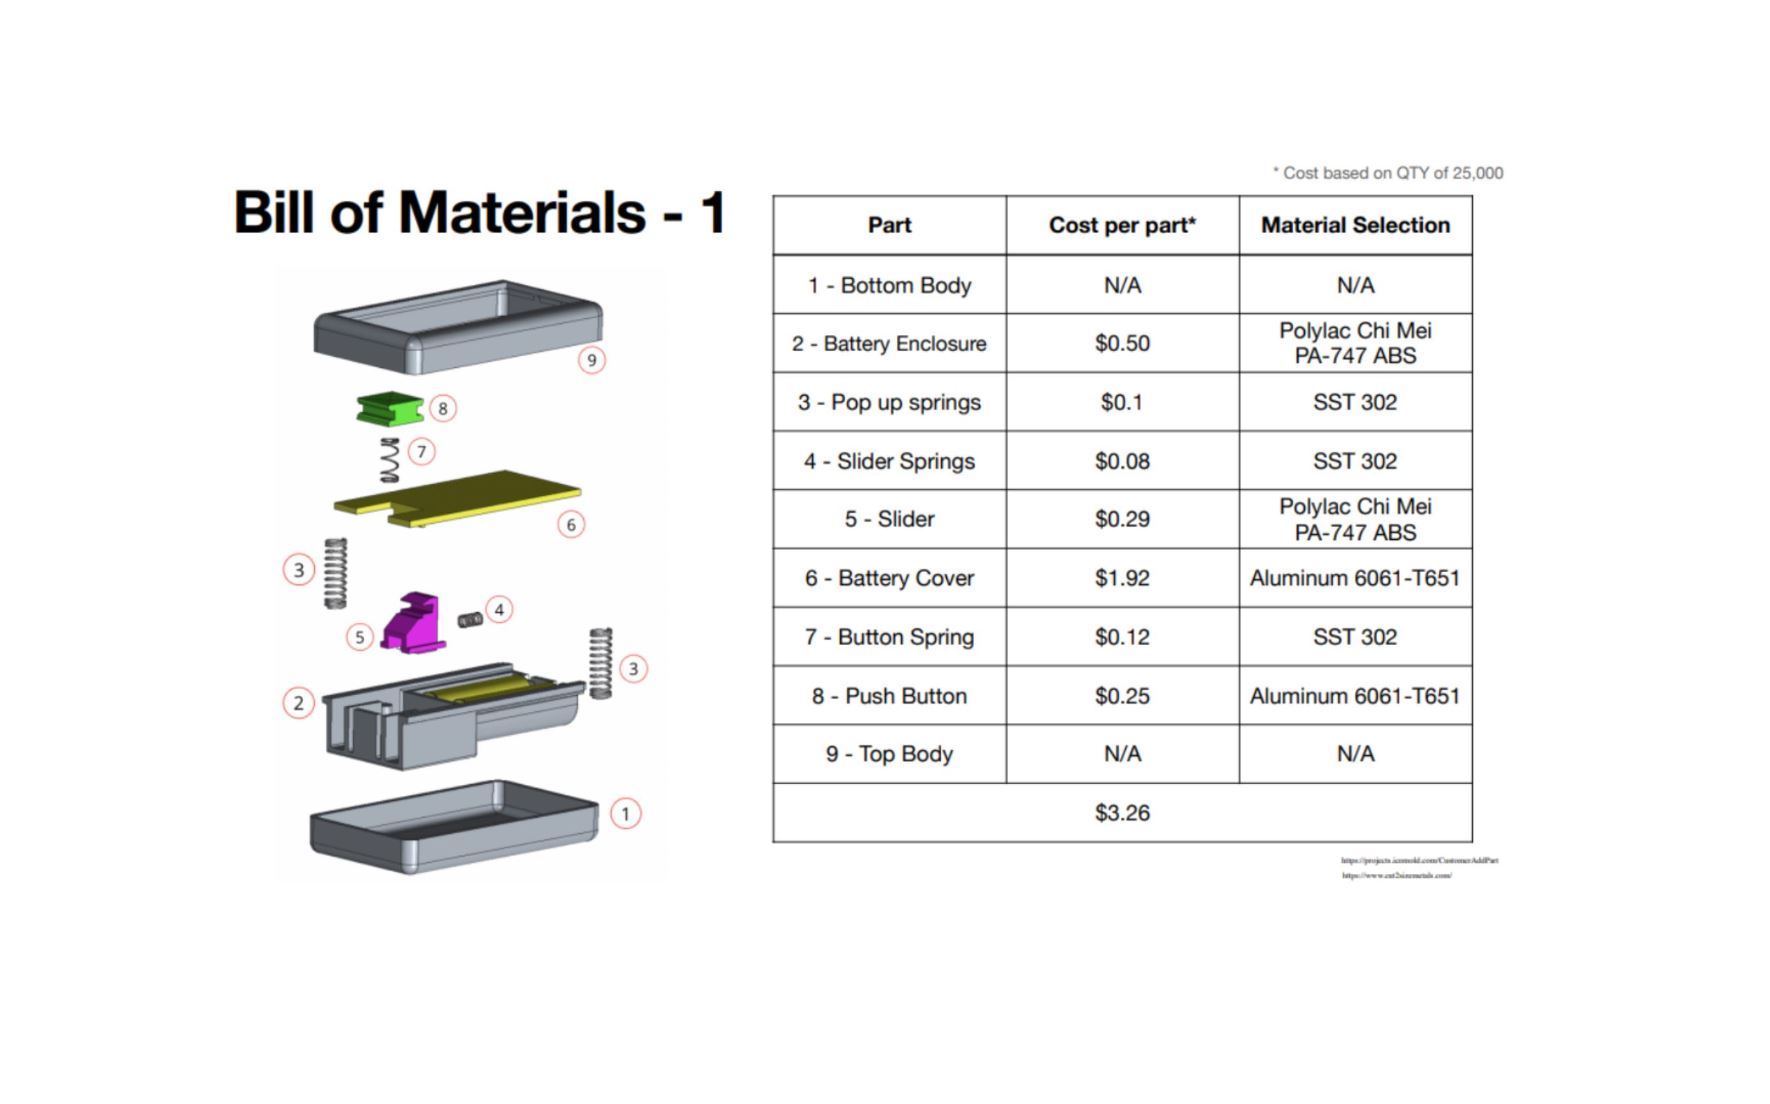 * Cost based on QTY of 25,000
Bill of Materials - 1
Part Cost per part* Material Selection
1 - Bottom Body N/A N/A
2 - Battery Enclosure $0.50 Polylac Chi Mei
PA-747 ABS
3 - Pop up springs $0.1 SST 302
4 - Slider Springs $0.08 SST 302
5 - Slider $0.29 Polylac Chi Mei
PA-747 ABS
6 - Battery Cover $1.92 Aluminum 6061-T651
7 - Button Spring $0.12 SST 302
8 - Push Button $0.25 Aluminum 6061-T651
9 - Top Body N/A N/A
$3.26
9
8
7
6
3
4
5
3
2
1
https://projects.icomold.com/CustomerAddPart
https://www.cut2sizemetals.com/